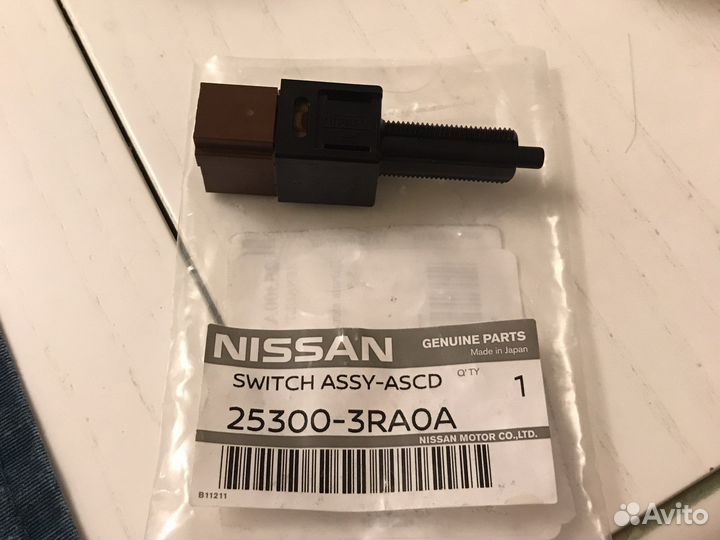 NISSAN
GENUINE PARTS
Made in Japan
SWITCH ASSY-ASCD
Q'TY
1
25300-3RA0A
NISSAN MOTOR CO.,LTD.
B11211
Avito